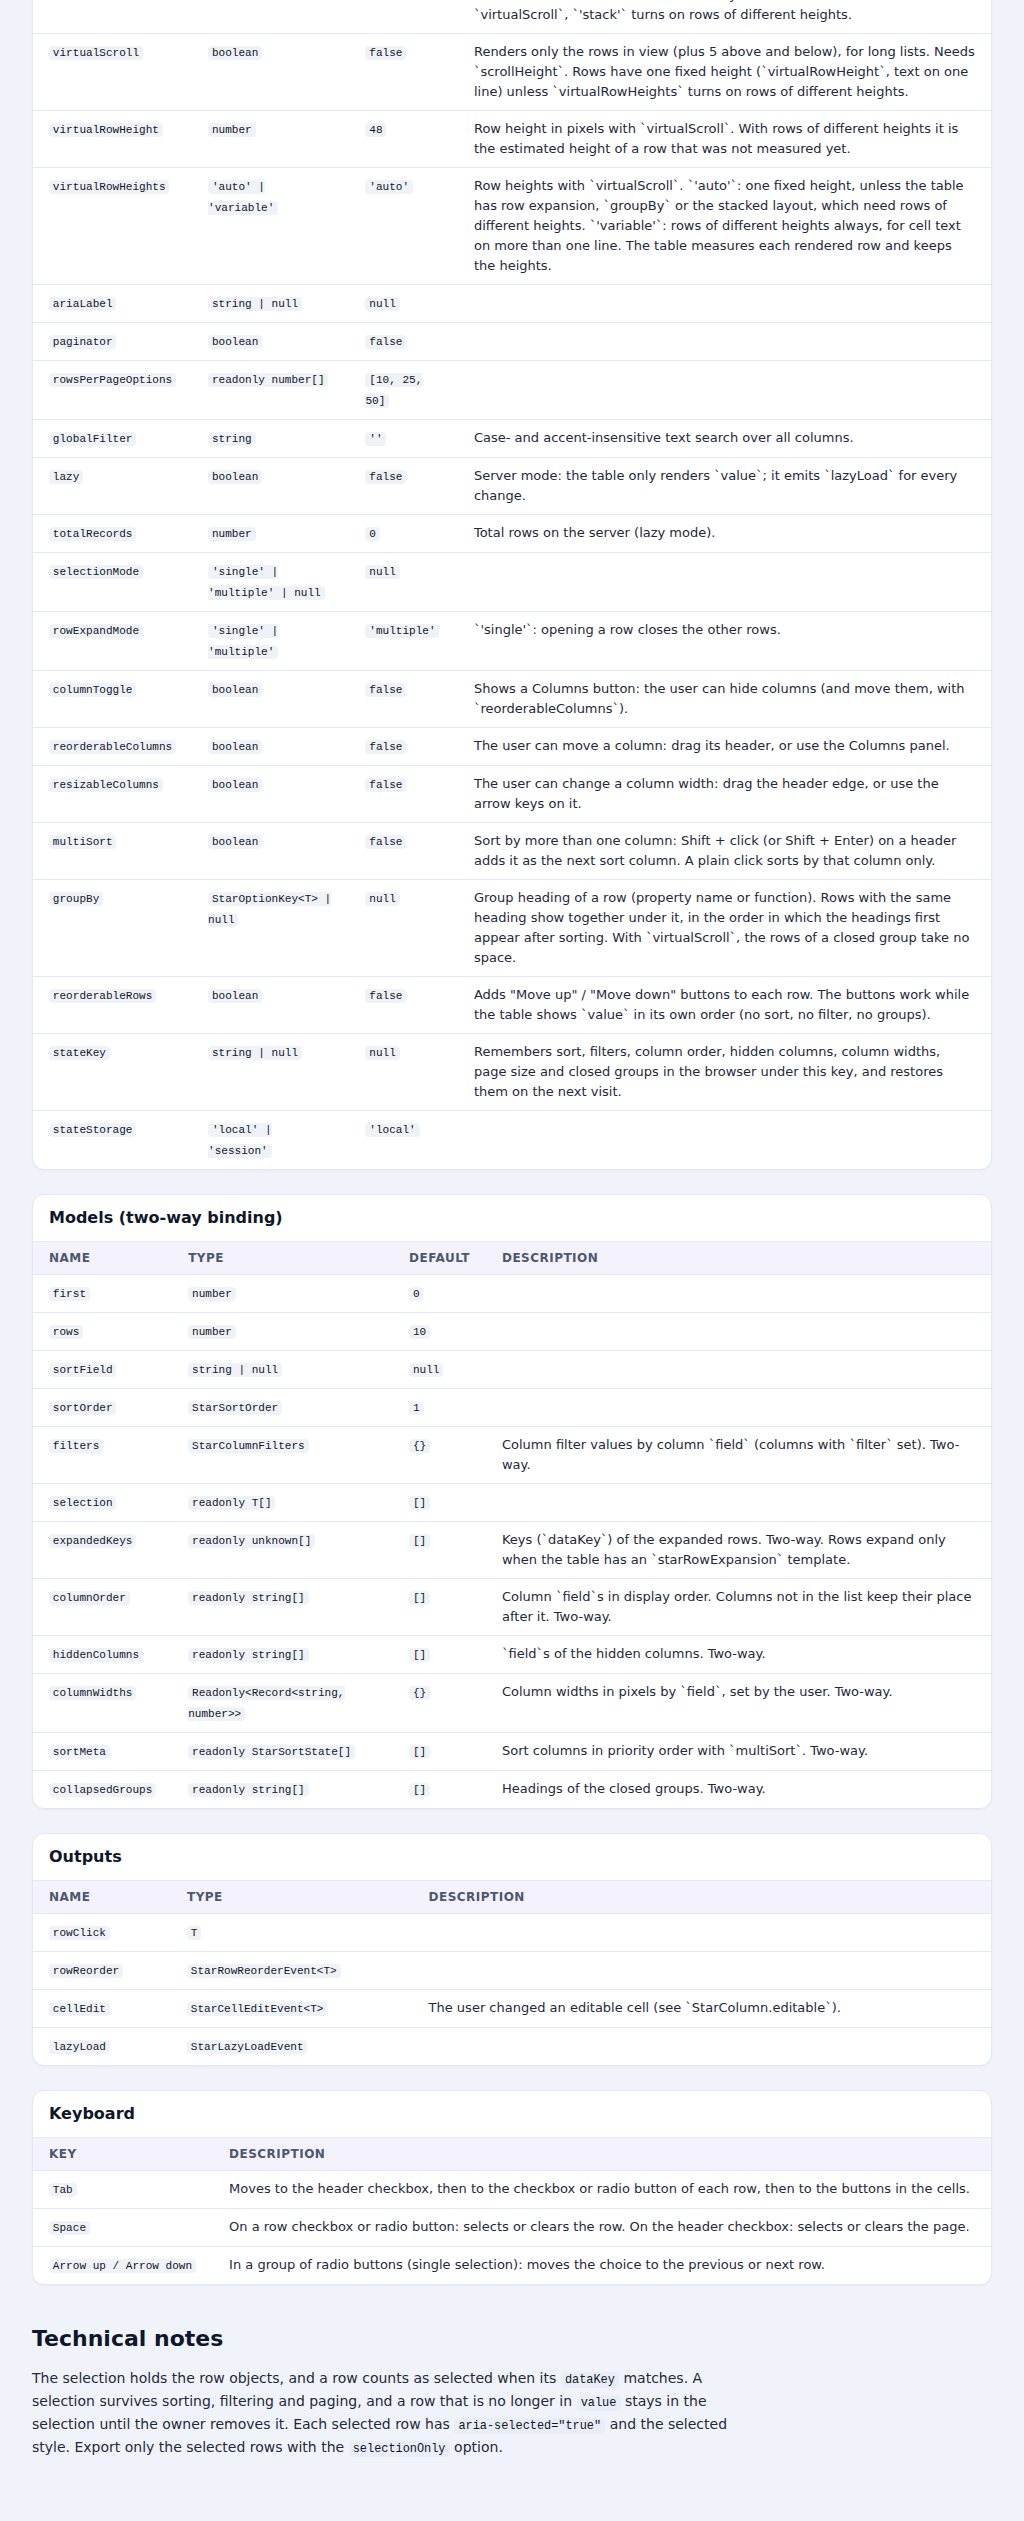 `virtualScroll`, `'stack'` turns on rows of different heights.
virtualScroll boolean false Renders only the rows in view (plus 5 above and below), for long lists. Needs
`scrollHeight`. Rows have one fixed height (`virtualRowHeight`, text on one
line) unless `virtualRowHeights` turns on rows of different heights.
virtualRowHeight number 48 Row height in pixels with `virtualScroll`. With rows of different heights it is
the estimated height of a row that was not measured yet.
virtualRowHeights 'auto' | 'auto' Row heights with `virtualScroll`. `'auto'`: one fixed height, unless the table
'variable' has row expansion, `groupBy` or the stacked layout, which need rows of
different heights. `'variable'`: rows of different heights always, for cell text
on more than one line. The table measures each rendered row and keeps
the heights.
ariaLabel string | null null
paginator boolean false
rowsPerPageOptions readonly number[] [10, 25,
50]
globalFilter string '' Case- and accent-insensitive text search over all columns.
lazy boolean false Server mode: the table only renders `value`; it emits `lazyLoad` for every
change.
totalRecords number 0 Total rows on the server (lazy mode).
selectionMode 'single' | null
'multiple' | null
rowExpandMode 'single' | 'multiple' `'single'`: opening a row closes the other rows.
'multiple'
columnToggle boolean false Shows a Columns button: the user can hide columns (and move them, with
`reorderableColumns`).
reorderableColumns boolean false The user can move a column: drag its header, or use the Columns panel.
resizableColumns boolean false The user can change a column width: drag the header edge, or use the
arrow keys on it.
multiSort boolean false Sort by more than one column: Shift + click (or Shift + Enter) on a header
adds it as the next sort column. A plain click sorts by that column only.
groupBy StarOptionKey<T> | null Group heading of a row (property name or function). Rows with the same
null heading show together under it, in the order in which the headings first
appear after sorting. With `virtualScroll`, the rows of a closed group take no
space.
reorderableRows boolean false Adds "Move up" / "Move down" buttons to each row. The buttons work while
the table shows `value` in its own order (no sort, no filter, no groups).
stateKey string | null null Remembers sort, filters, column order, hidden columns, column widths,
page size and closed groups in the browser under this key, and restores
them on the next visit.
stateStorage 'local' | 'local'
'session'
Models (two-way binding)
NAME TYPE DEFAULT DESCRIPTION
first number 0
rows number 10
sortField string | null null
sortOrder StarSortOrder 1
filters StarColumnFilters {} Column filter values by column `field` (columns with `filter` set). Two-
way.
selection readonly T[] []
expandedKeys readonly unknown[] [] Keys (`dataKey`) of the expanded rows. Two-way. Rows expand only
when the table has an `starRowExpansion` template.
columnOrder readonly string[] [] Column `field`s in display order. Columns not in the list keep their place
after it. Two-way.
hiddenColumns readonly string[] [] `field`s of the hidden columns. Two-way.
columnWidths Readonly<Record<string, {} Column widths in pixels by `field`, set by the user. Two-way.
number>>
sortMeta readonly StarSortState[] [] Sort columns in priority order with `multiSort`. Two-way.
collapsedGroups readonly string[] [] Headings of the closed groups. Two-way.
Outputs
NAME TYPE DESCRIPTION
rowClick T
rowReorder StarRowReorderEvent<T>
cellEdit StarCellEditEvent<T> The user changed an editable cell (see `StarColumn.editable`).
lazyLoad StarLazyLoadEvent
Keyboard
KEY DESCRIPTION
Tab Moves to the header checkbox, then to the checkbox or radio button of each row, then to the buttons in the cells.
Space On a row checkbox or radio button: selects or clears the row. On the header checkbox: selects or clears the page.
Arrow up / Arrow down In a group of radio buttons (single selection): moves the choice to the previous or next row.
Technical notes
The selection holds the row objects, and a row counts as selected when its dataKey matches. A
selection survives sorting, filtering and paging, and a row that is no longer in value stays in the
selection until the owner removes it. Each selected row has aria-selected="true" and the selected
style. Export only the selected rows with the selectionOnly option.